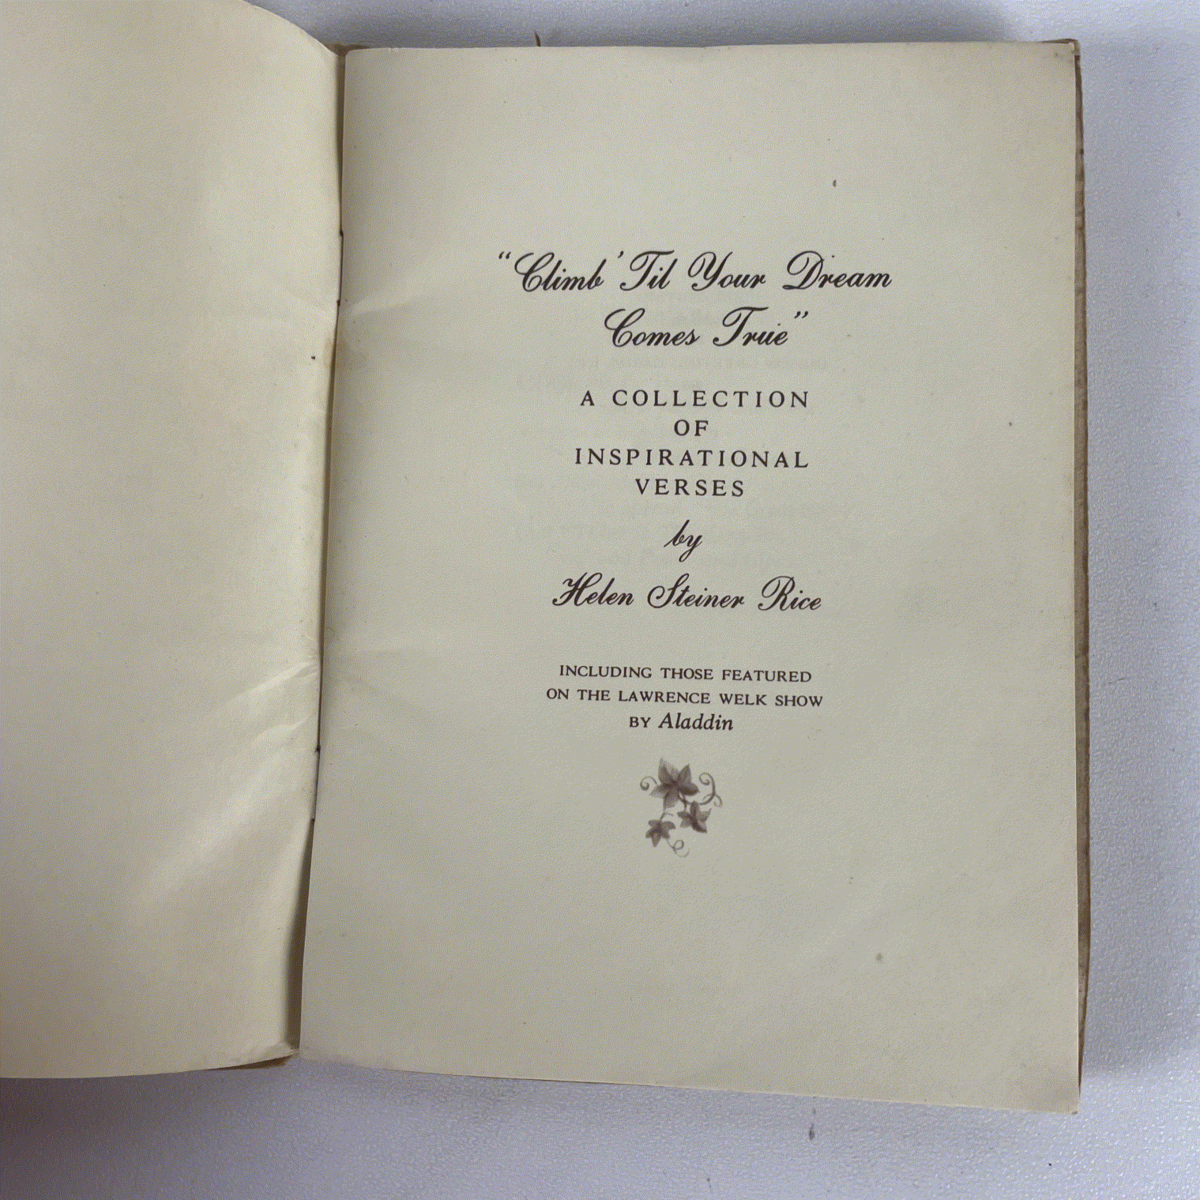 "Climb 'Til Your Dream
Comes True"
A COLLECTION
OF
INSPIRATIONAL
VERSES
by
Helen Steiner Rice
INCLUDING THOSE FEATURED
ON THE LAWRENCE WELK SHOW
BY Aladdin